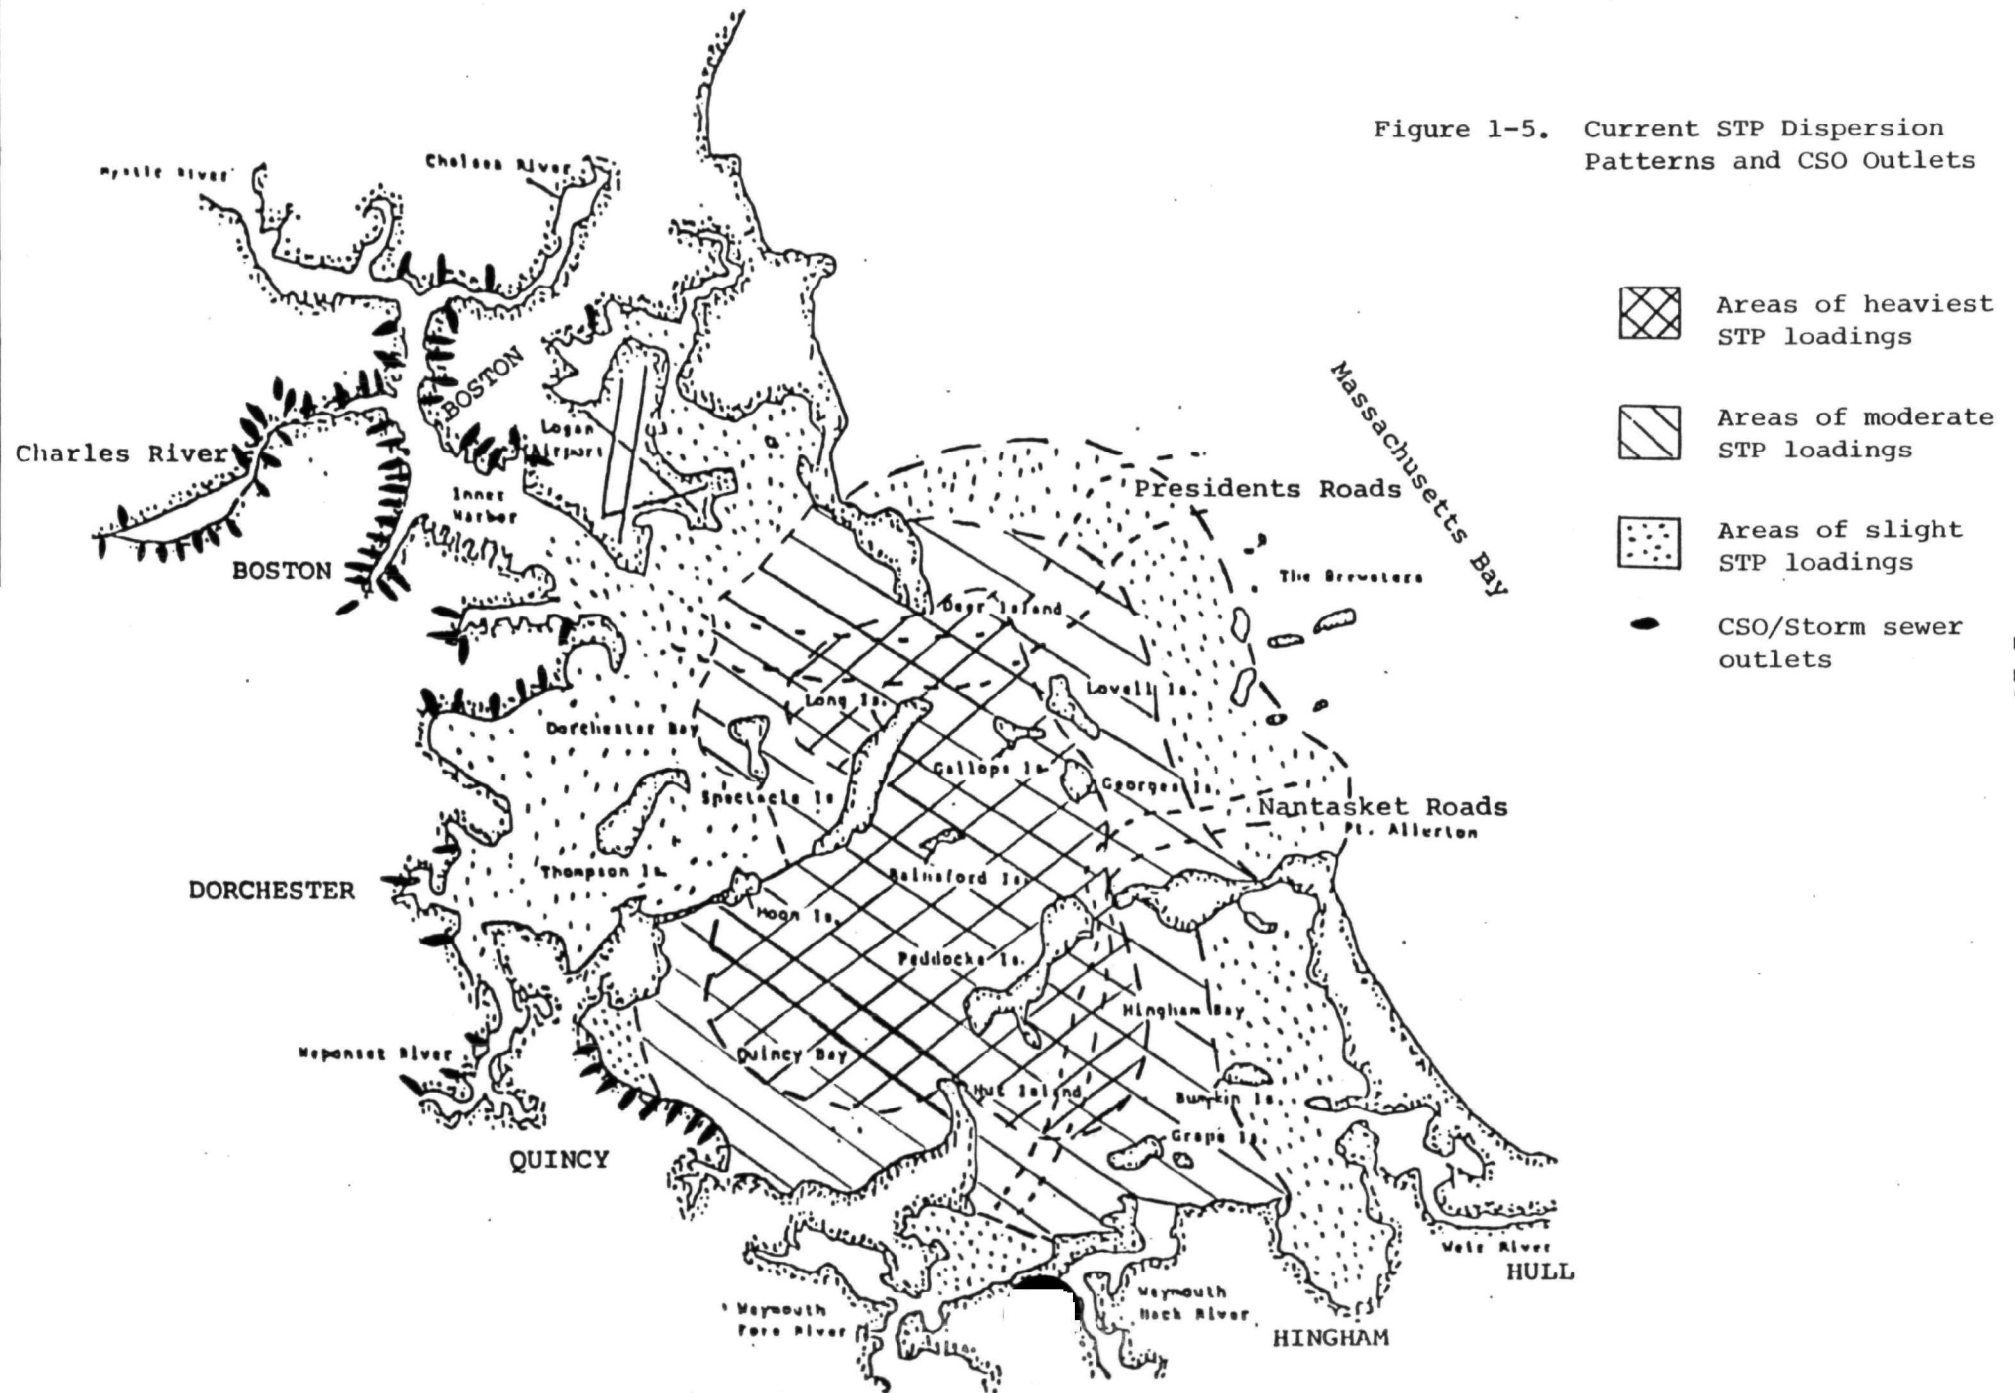 Figure 1-5. Current STP Dispersion
Patterns and CSO Outlets
Areas of heaviest
STP loadings
Areas of moderate
STP loadings
Areas of slight
STP loadings
CSO/Storm sewer
outlets
Mystic River
Chelsea River
BOSTON
Logan
Airport
Charles River
Inner
Harbor
BOSTON
Massachusetts Bay
Presidents Roads
The Brewsters
Deer Island
Lovell Is.
Long Is.
Dorchester Bay
Gallops Is.
Georges Is.
Spectacle Is
Nantasket Roads
Pt. Allerton
Thompson Is.
Rainsford Is.
DORCHESTER
Moon Is.
Peddocks Is.
Hingham Bay
Neponset River
Quincy Bay
Nut Island
Bumpkin Is.
Grape Is.
QUINCY
Weir River
HULL
Weymouth
Fore River
Weymouth
Back River
HINGHAM